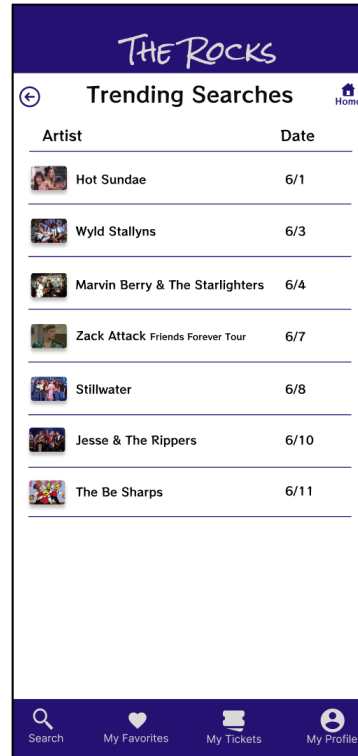 THE ROCKS
Trending Searches
Home
Artist Date
Hot Sundae 6/1
Wyld Stallyns 6/3
Marvin Berry & The Starlighters 6/4
Zack Attack Friends Forever Tour 6/7
Stillwater 6/8
Jesse & The Rippers 6/10
The Be Sharps 6/11
Search My Favorites My Tickets My Profile